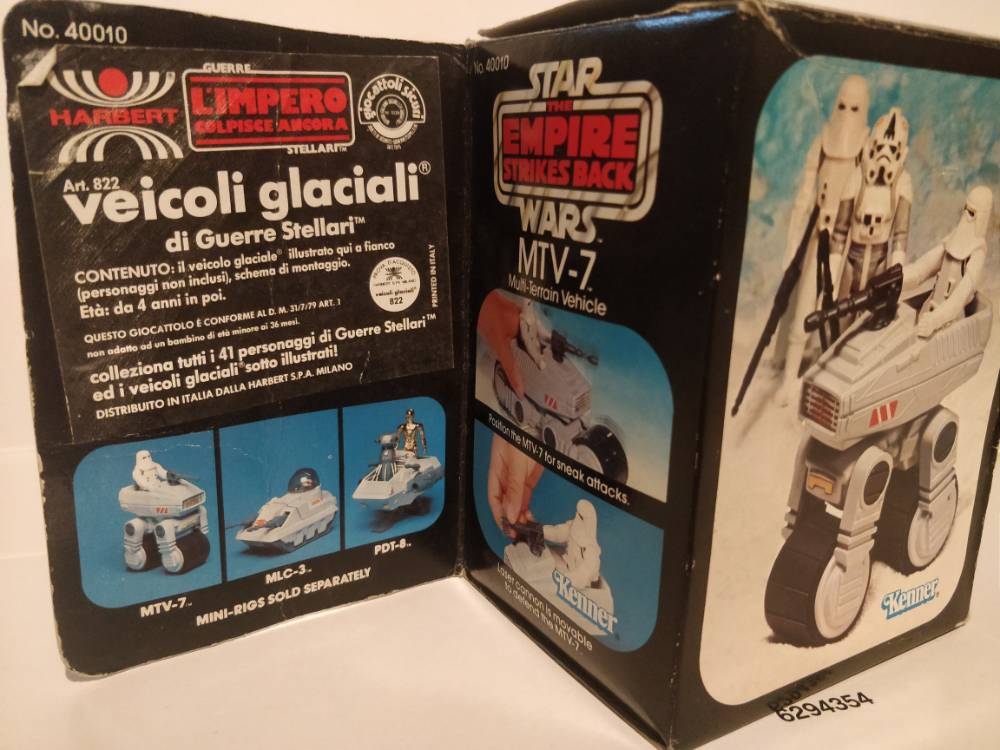 No. 40010
HARBERT
GUERRE
L'IMPERO
COLPISCE ANCORA
STELLARI™
giocattoli sicuri
Art. 822
veicoli glaciali®
di Guerre Stellari™
CONTENUTO: il veicolo glaciale® illustrato qui a fianco
(personaggi non inclusi), schema di montaggio.
Età: da 4 anni in poi.
veicoli glaciali®
822
PRINTED IN ITALY
QUESTO GIOCATTOLO È CONFORME AL D. M. 31/7/79 ART. 1
non adatto ad un bambino di età minore ai 36 mesi.
colleziona tutti i 41 personaggi di Guerre Stellari™
ed i veicoli glaciali® sotto illustrati!
DISTRIBUITO IN ITALIA DALLA HARBERT S.P.A. MILANO
MTV-7™
MLC-3™
PDT-8™
MINI-RIGS SOLD SEPARATELY
No. 40010
STAR
THE
EMPIRE
STRIKES BACK
WARS™
MTV-7™
Multi-Terrain Vehicle
Position the MTV-7 for sneak attacks.
Laser cannon is movable
to defend the MTV-7
Kenner
Kenner
6294354